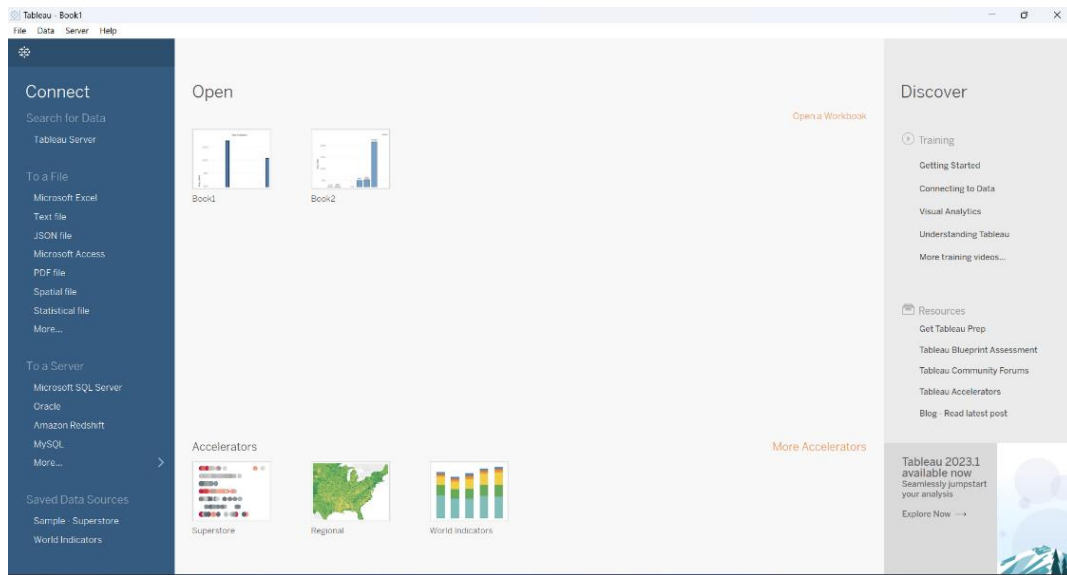 Tableau - Book1
File Data Server Help
Connect
Search for Data
Tableau Server
To a File
Microsoft Excel
Text file
JSON file
Microsoft Access
PDF file
Spatial file
Statistical file
More...
To a Server
Microsoft SQL Server
Oracle
Amazon Redshift
MySQL
More...
Saved Data Sources
Sample - Superstore
World Indicators
Open
Open a Workbook
Book1
Book2
Accelerators
More Accelerators
Superstore
Regional
World Indicators
Discover
Training
Getting Started
Connecting to Data
Visual Analytics
Understanding Tableau
More training videos...
Resources
Get Tableau Prep
Tableau Blueprint Assessment
Tableau Community Forums
Tableau Accelerators
Blog - Read latest post
Tableau 2023.1
available now
Seamlessly jumpstart
your analysis
Explore Now →